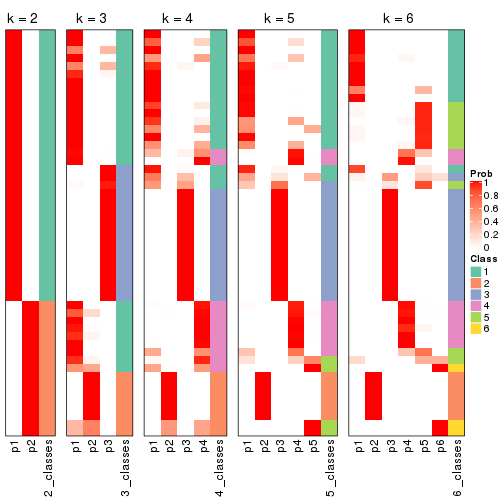 k = 2
k = 3
k = 4
k = 5
k = 6
Prob
1
0.8
0.6
0.4
0.2
0
Class
1
2
3
4
5
6
p1
p2
2_classes
p1
p2
p3
3_classes
p1
p2
p3
p4
4_classes
p1
p2
p3
p4
p5
5_classes
p1
p2
p3
p4
p5
p6
6_classes